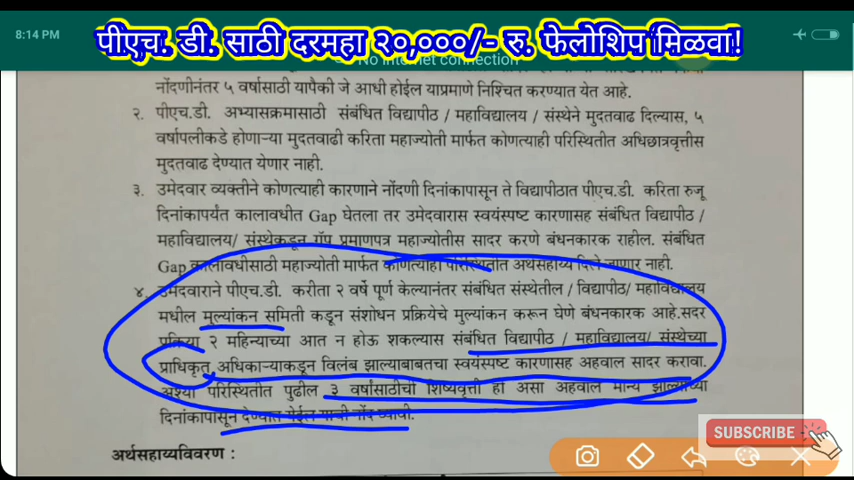 8:14 PM
पीएच. डी. साठी दरमहा २०,०००/- रु. फेलोशिप मिळवा!
No internet connection
नोंदणीनंतर ५ वर्षासाठी यापैकी जे आधी होईल याप्रमाणे निश्चित करण्यात येत आहे.
२. पीएच.डी. अभ्यासक्रमासाठी संबंधित विद्यापीठ / महाविद्यालय / संस्थेने मुदतवाढ दिल्यास, ५
वर्षापलीकडे होणाऱ्या मुदतवाढी करिता महाज्योती मार्फत कोणत्याही परिस्थितीत अधिछात्रवृत्तीस
मुदतवाढ देण्यात येणार नाही.
३. उमेदवार व्यक्तीने कोणत्याही कारणाने नोंदणी दिनांकापासून ते विद्यापीठात पीएच.डी. करिता रुजू
दिनांकापर्यंत कालावधीत Gap घेतला तर उमेदवारास स्वयंस्पष्ट कारणासह संबंधित विद्यापीठ /
महाविद्यालय/ संस्थेकडून गॅप प्रमाणपत्र महाज्योतीस सादर करणे बंधनकारक राहील. संबंधित
Gap कालावधीसाठी महाज्योती मार्फत कोणत्याही परिस्थितीत अर्थसहाय्य दिले जाणार नाही.
४. उमेदवाराने पीएच.डी. करीता २ वर्षे पूर्ण केल्यानंतर संबंधित संस्थेतील / विद्यापीठ/ महाविद्यालय
मधील मुल्यांकन समिती कडून संशोधन प्रक्रियेचे मुल्यांकन करून घेणे बंधनकारक आहे.सदर
प्रक्रिया २ महिन्याच्या आत न होऊ शकल्यास संबंधित विद्यापीठ / महाविद्यालय/ संस्थेच्या
प्राधिकृत अधिकाऱ्याकडून विलंब झाल्याबाबतचा स्वयंस्पष्ट कारणासह अहवाल सादर करावा.
अश्या परिस्थितीत पुढील ३ वर्षांसाठीची शिष्यवृत्ती हा असा अहवाल मान्य झाल्याच्या
दिनांकापासून देण्यात येईल याची नोंद घ्यावी.
SUBSCRIBE
अर्थसहाय्यविवरण :